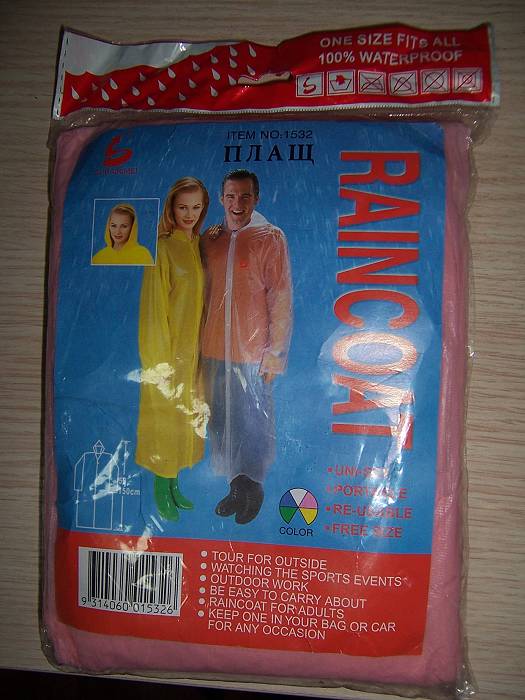 ONE SIZE FITS ALL
100% WATERPROOF
ITEM NO:1532
ПЛАЩ
RAINCOAT
150cm
•UNI-SEX
•PORTABLE
•RE-USABLE
•FREE SIZE
COLOR
• TOUR FOR OUTSIDE
• WATCHING THE SPORTS EVENTS
• OUTDOOR WORK
• BE EASY TO CARRY ABOUT
• RAINCOAT FOR ADULTS
• KEEP ONE IN YOUR BAG OR CAR
FOR ANY OCCASION
9 314060 015326